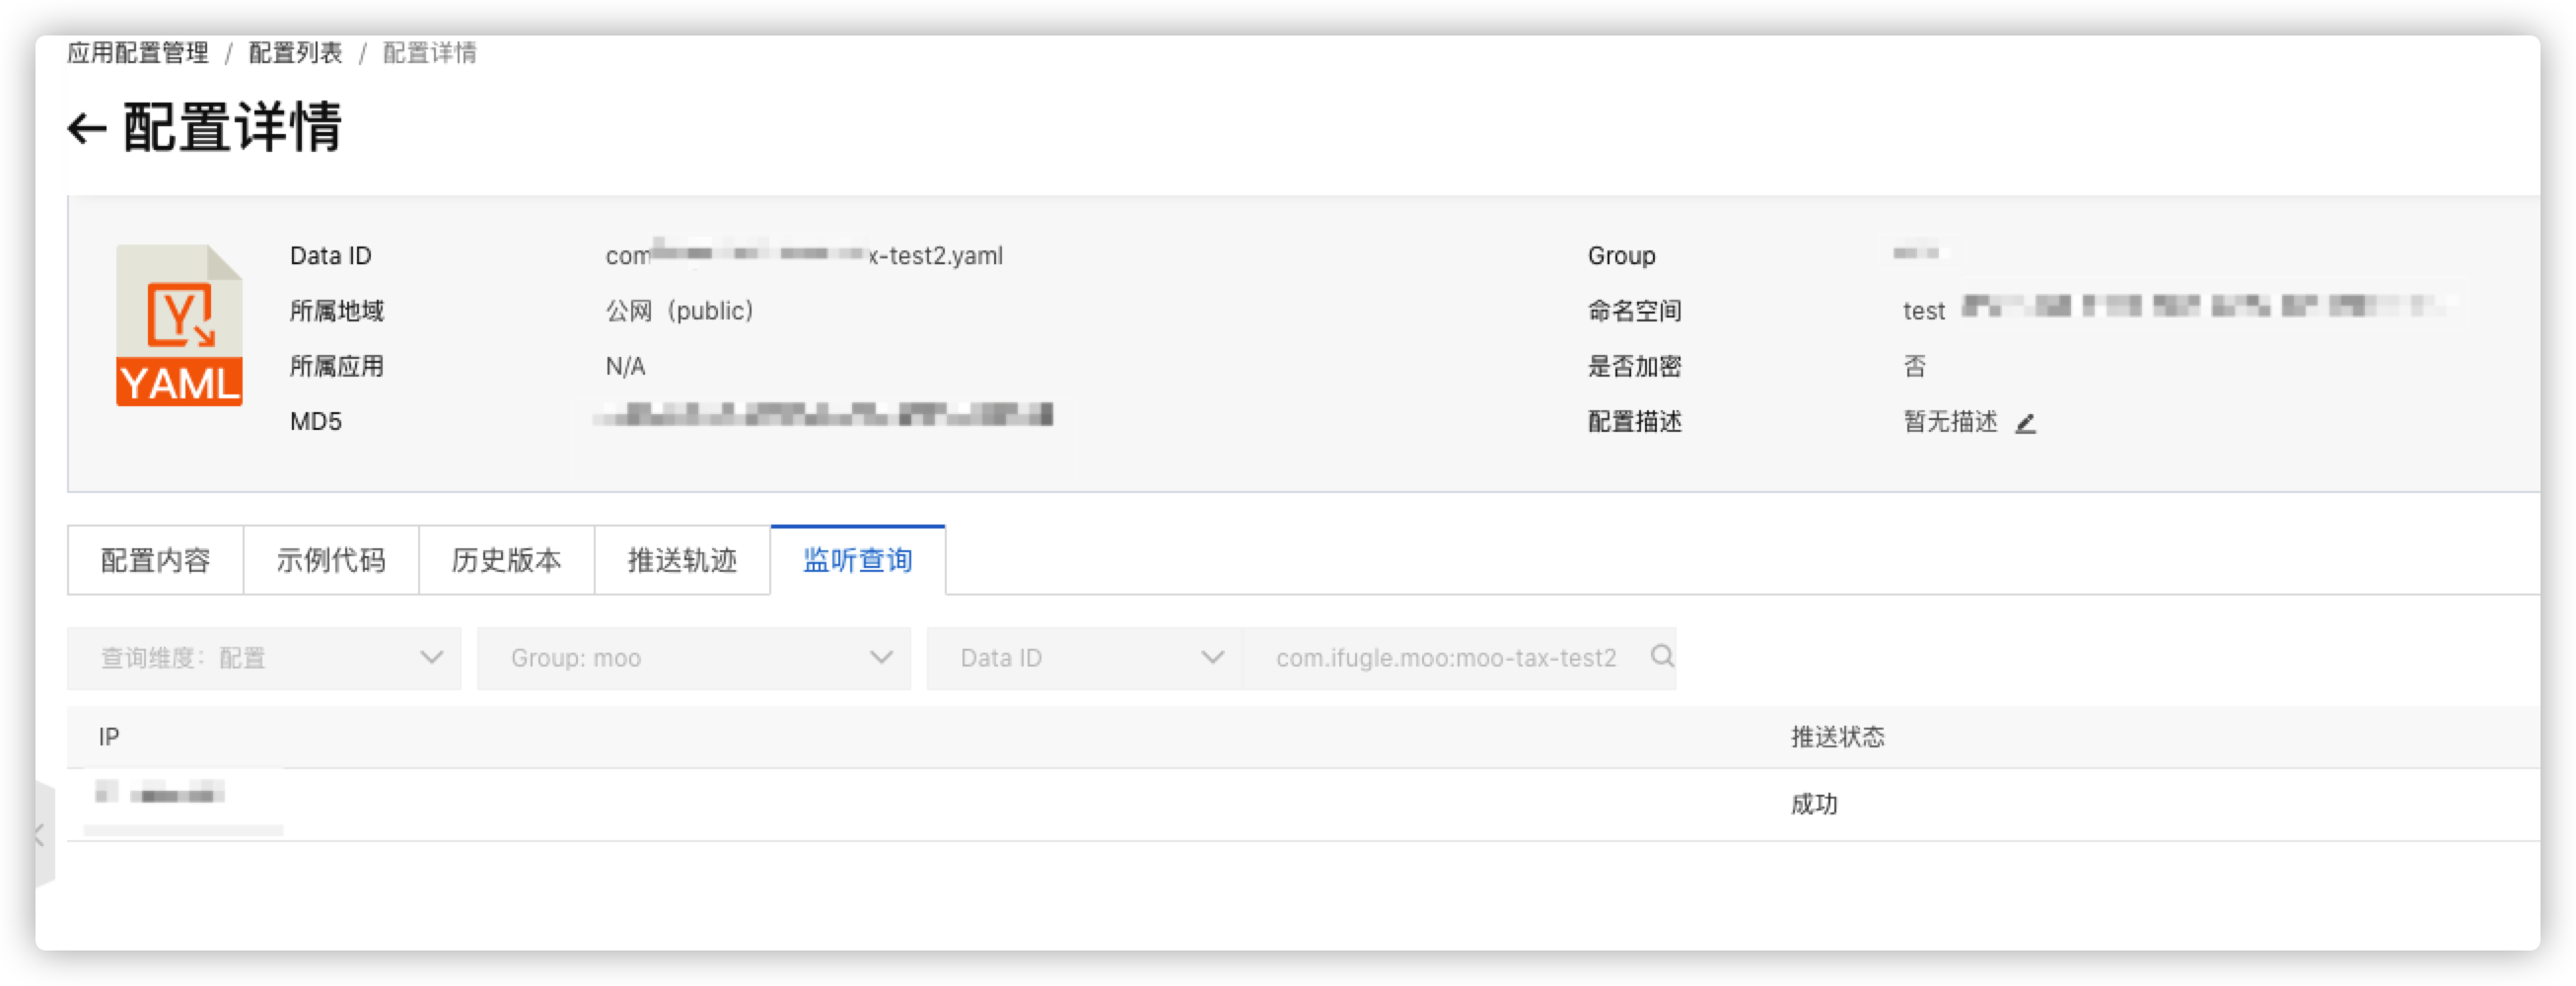 应用配置管理 / 配置列表 / 配置详情
配置详情
YAML
Data ID com x-test2.yaml Group
所属地域 公网（public） 命名空间 test
所属应用 N/A 是否加密 否
MD5 配置描述 暂无描述
配置内容 示例代码 历史版本 推送轨迹 监听查询
查询维度：配置 Group: moo Data ID com.ifugle.moo:moo-tax-test2
IP 推送状态
成功